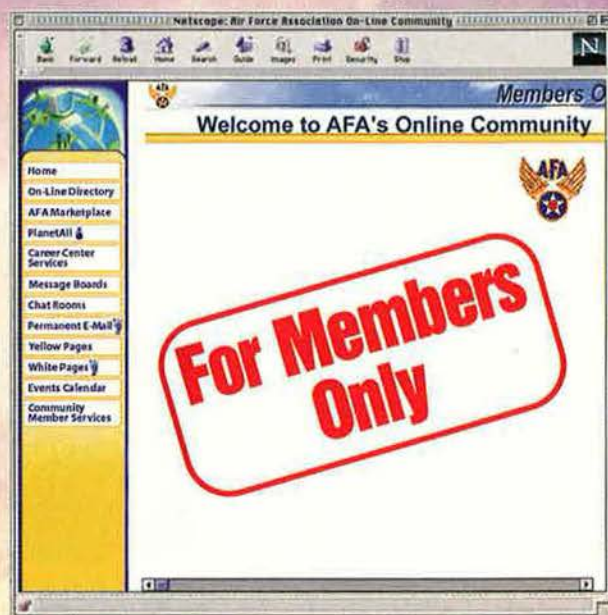 Netscape: Air Force Association On-Line Community
Back Forward Reload Home Search Guide Images Print Security Stop
N
AFA
Members O
Welcome to AFA's Online Community
AFA
Home
On-Line Directory
AFA Marketplace
PlanetAll
Career Center
Services
Message Boards
Chat Rooms
Permanent E-Mail
Yellow Pages
White Pages
Events Calendar
Community
Member Services
For Members
Only